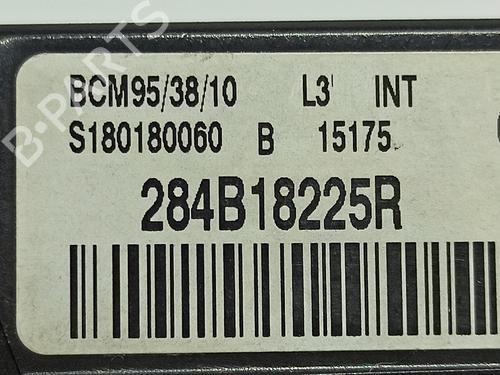 B-PARTS
BCM95/38/10 L3' INT
S180180060 B 15175
284B18225R